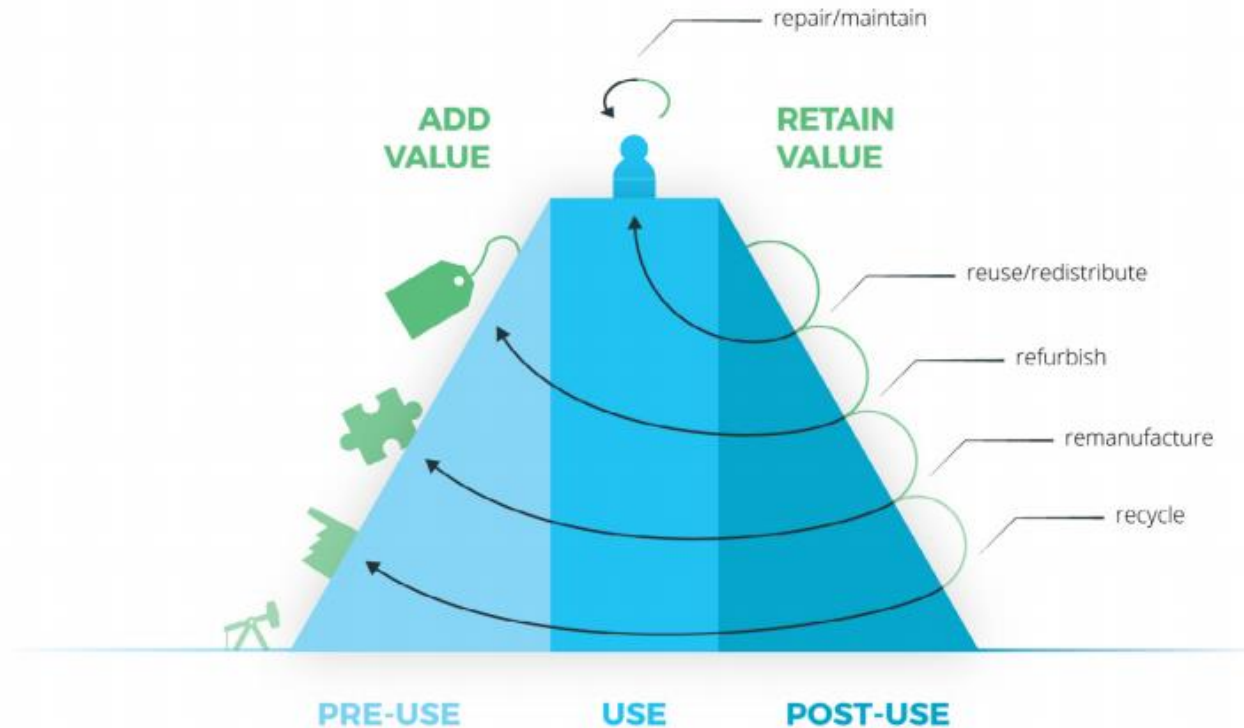 repair/maintain
ADD
VALUE
RETAIN
VALUE
reuse/redistribute
refurbish
remanufacture
recycle
PRE-USE
USE
POST-USE